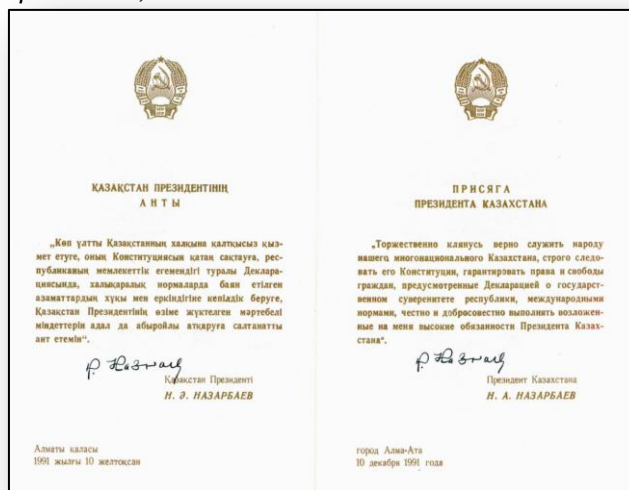 ҚАЗАҚСТАН ПРЕЗИДЕНТІНІҢ
АНТЫ
„Көп ұлтты Қазақстанның халқына қалтқысыз қыз-
мет етуге, оның Конституциясын қатаң сақтауға, рес-
публиканың мемлекеттік егемендігі туралы Деклара-
циясында, халықаралық нормаларда баян етілген
азаматтардың хұқы мен еркіндігіне кепілдік беруге,
Қазақстан Президентінің өзіме жүктелген мәртебелі
міндеттерін адал да абыройлы атқаруға салтанатты
ант етемін“.
Қазақстан Президенті
Н. Ә. НАЗАРБАЕВ
Алматы қаласы
1991 жылғы 10 желтоқсан
ПРИСЯГА
ПРЕЗИДЕНТА КАЗАХСТАНА
„Торжественно клянусь верно служить народу
нашего многонационального Казахстана, строго следо-
вать его Конституции, гарантировать права и свободы
граждан, предусмотренные Декларацией о государст-
венном суверенитете республики, международными
нормами, честно и добросовестно выполнять возложен-
ные на меня высокие обязанности Президента Казах-
стана“.
Президент Казахстана
Н. А. НАЗАРБАЕВ
город Алма-Ата
10 декабря 1991 года